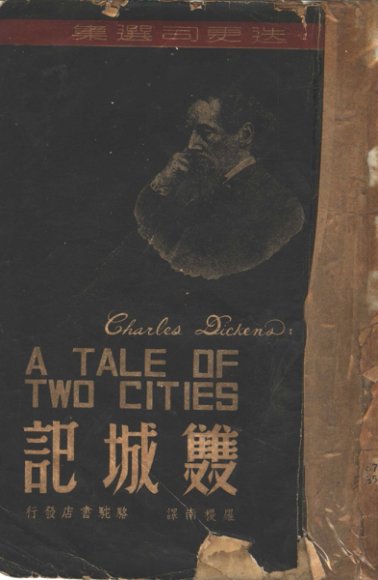 迭更司選集
Charles Dickens:
A TALE OF
TWO CITIES
雙城記
羅稷南譯 駱駝書店發行